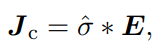 J_c = σ̂ * E,